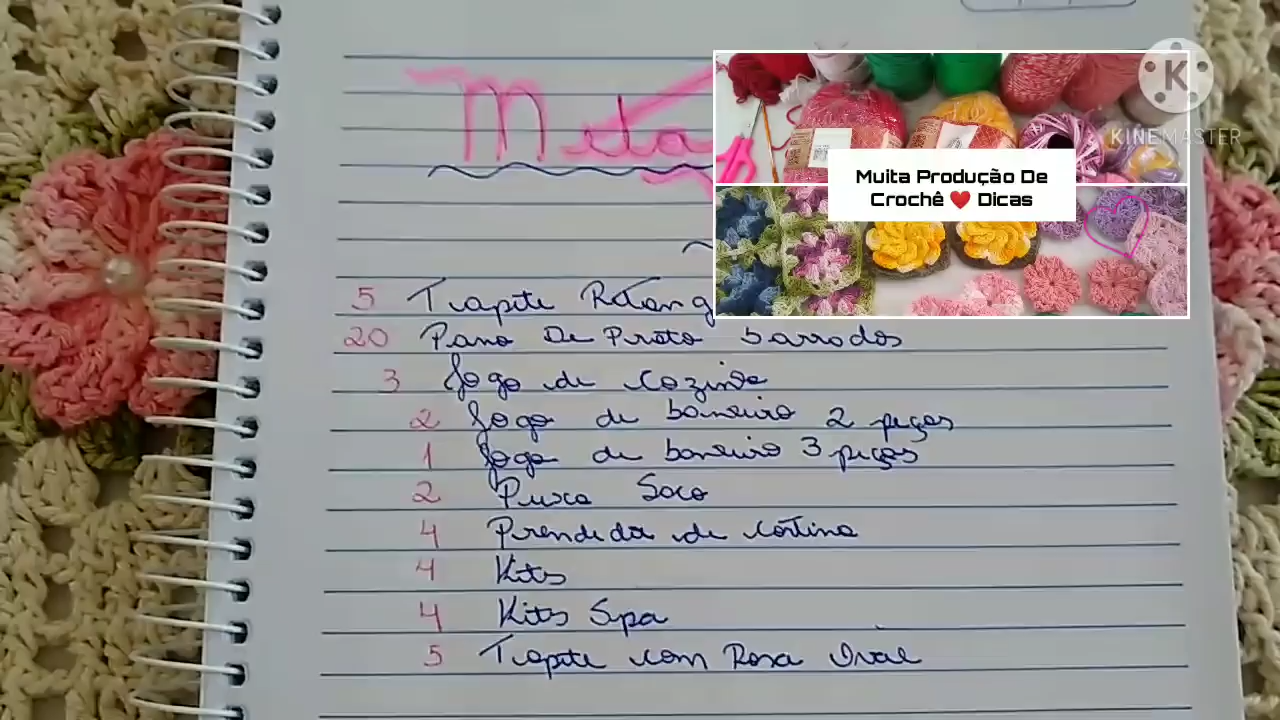 Meta
Muita Produção De
Crochê ❤️ Dicas
KINEMASTER
5 Tapete Retang
20 Pano De Prato barrados
3 Jogo de cozinha
2 Jogo de banheiro 2 peças
1 Jogo de banheiro 3 peças
2 Puxa Saco
4 Prendedor de Cortina
4 Kits
4 Kits Spa
5 Tapete com Rosa Oval